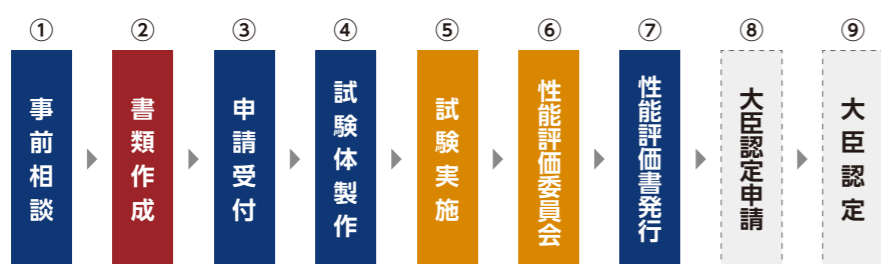 ①
事前相談
②
書類作成
③
申請受付
④
試験体製作
⑤
試験実施
⑥
性能評価委員会
⑦
性能評価書発行
⑧
大臣認定申請
⑨
大臣認定